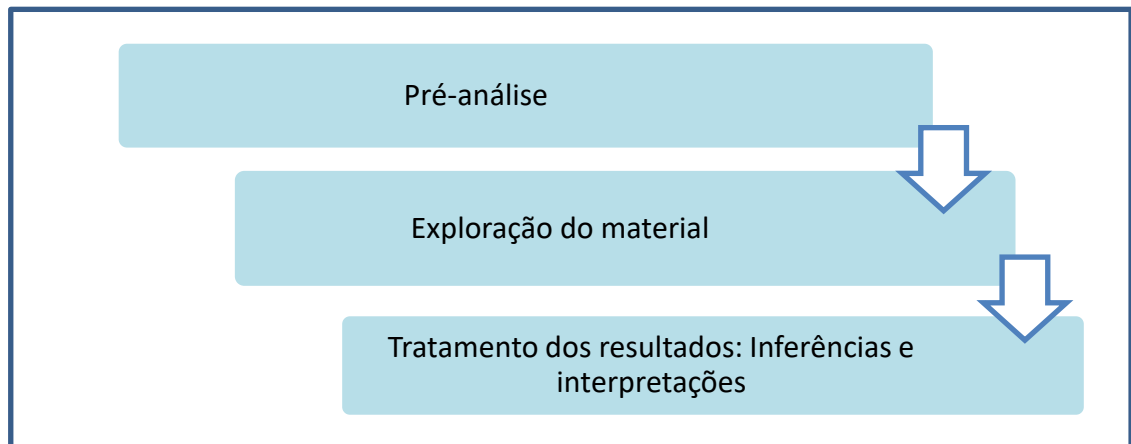 Pré-análise
Exploração do material
Tratamento dos resultados: Inferências e
interpretações